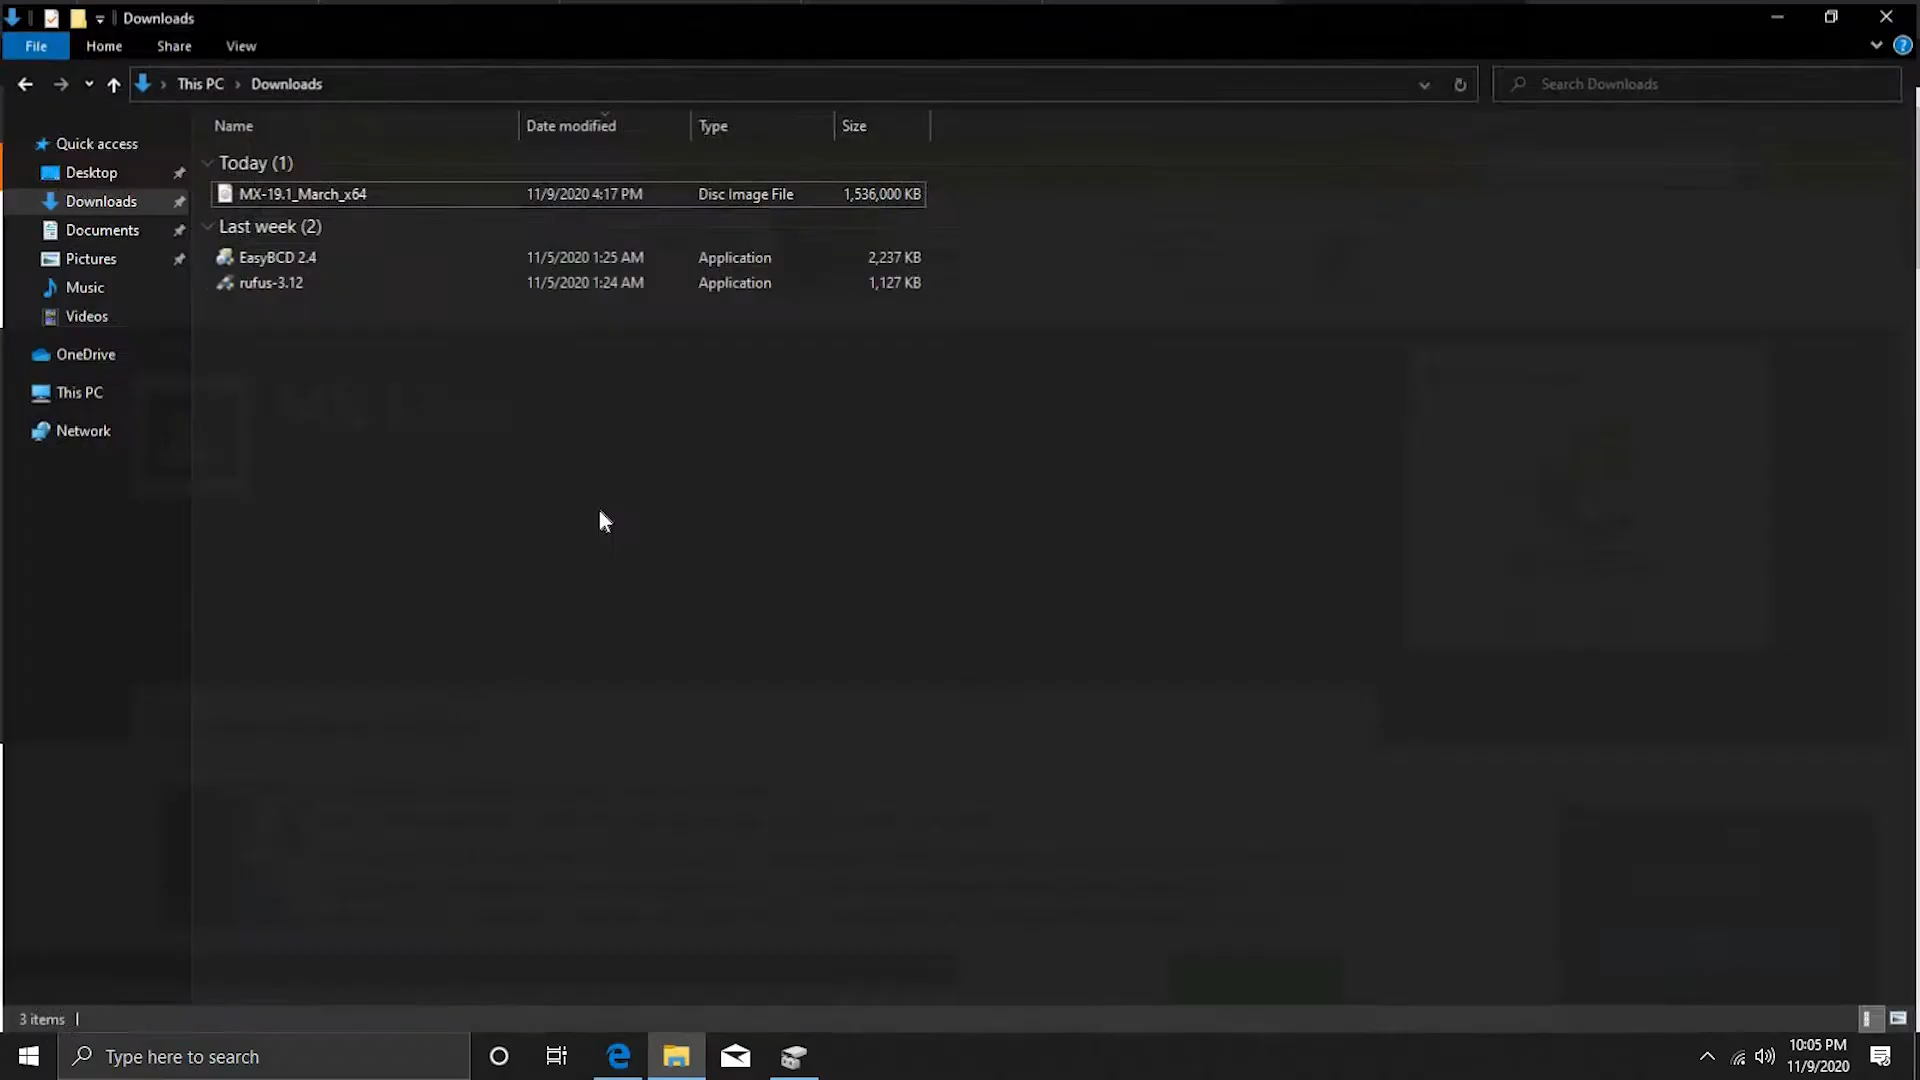 Downloads
File Home Share View
This PC Downloads
Search Downloads
Name Date modified Type Size
Quick access
Desktop
Downloads
Documents
Pictures
Music
Videos
OneDrive
This PC
Network
Today (1)
MX-19.1_March_x64 11/9/2020 4:17 PM Disc Image File 1,536,000 KB
Last week (2)
EasyBCD 2.4 11/5/2020 1:25 AM Application 2,237 KB
rufus-3.12 11/5/2020 1:24 AM Application 1,127 KB
3 items
Type here to search
10:05 PM
11/9/2020